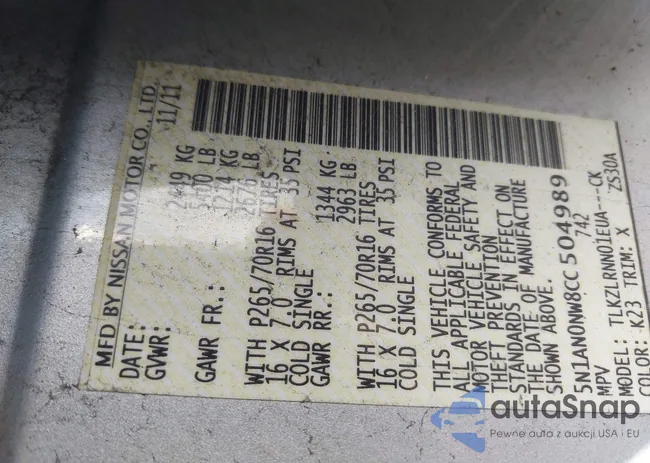 MFD BY NISSAN MOTOR CO., LTD.
DATE: 11/11
GVWR: KG
LB
GAWR FR.: KG
2676 LB
WITH P265/70R16 TIRES
16 X 7.0 RIMS AT 35 PSI
COLD SINGLE
GAWR RR.: 1344 KG
2963 LB
WITH P265/70R16 TIRES
16 X 7.0 RIMS AT 35 PSI
COLD SINGLE
THIS VEHICLE CONFORMS TO
ALL APPLICABLE FEDERAL
MOTOR VEHICLE SAFETY AND
THEFT PREVENTION
STANDARDS IN EFFECT ON
THE DATE OF MANUFACTURE
SHOWN ABOVE.
5N1AN0NW8CC504989
MPV 742
MODEL: TLKZLRNN01EUA---CK
COLOR: K23 TRIM: X ZS30A
autaSnap
Pewne auta z aukcji USA i EU